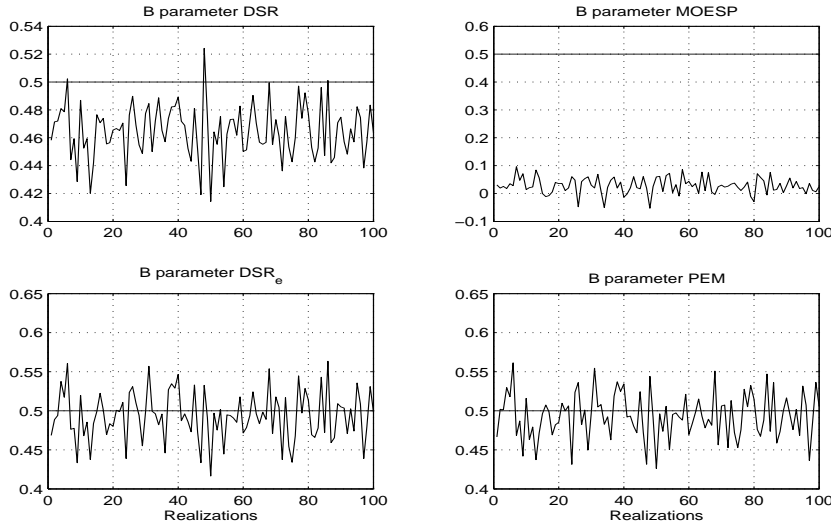 B parameter DSR
0.54
0.52
0.5
0.48
0.46
0.44
0.42
0.4
0 20 40 60 80 100
B parameter MOESP
0.6
0.5
0.4
0.3
0.2
0.1
0
−0.1
0 20 40 60 80 100
B parameter DSRe
0.65
0.6
0.55
0.5
0.45
0.4
0 20 40 60 80 100
Realizations
B parameter PEM
0.65
0.6
0.55
0.5
0.45
0.4
0 20 40 60 80 100
Realizations